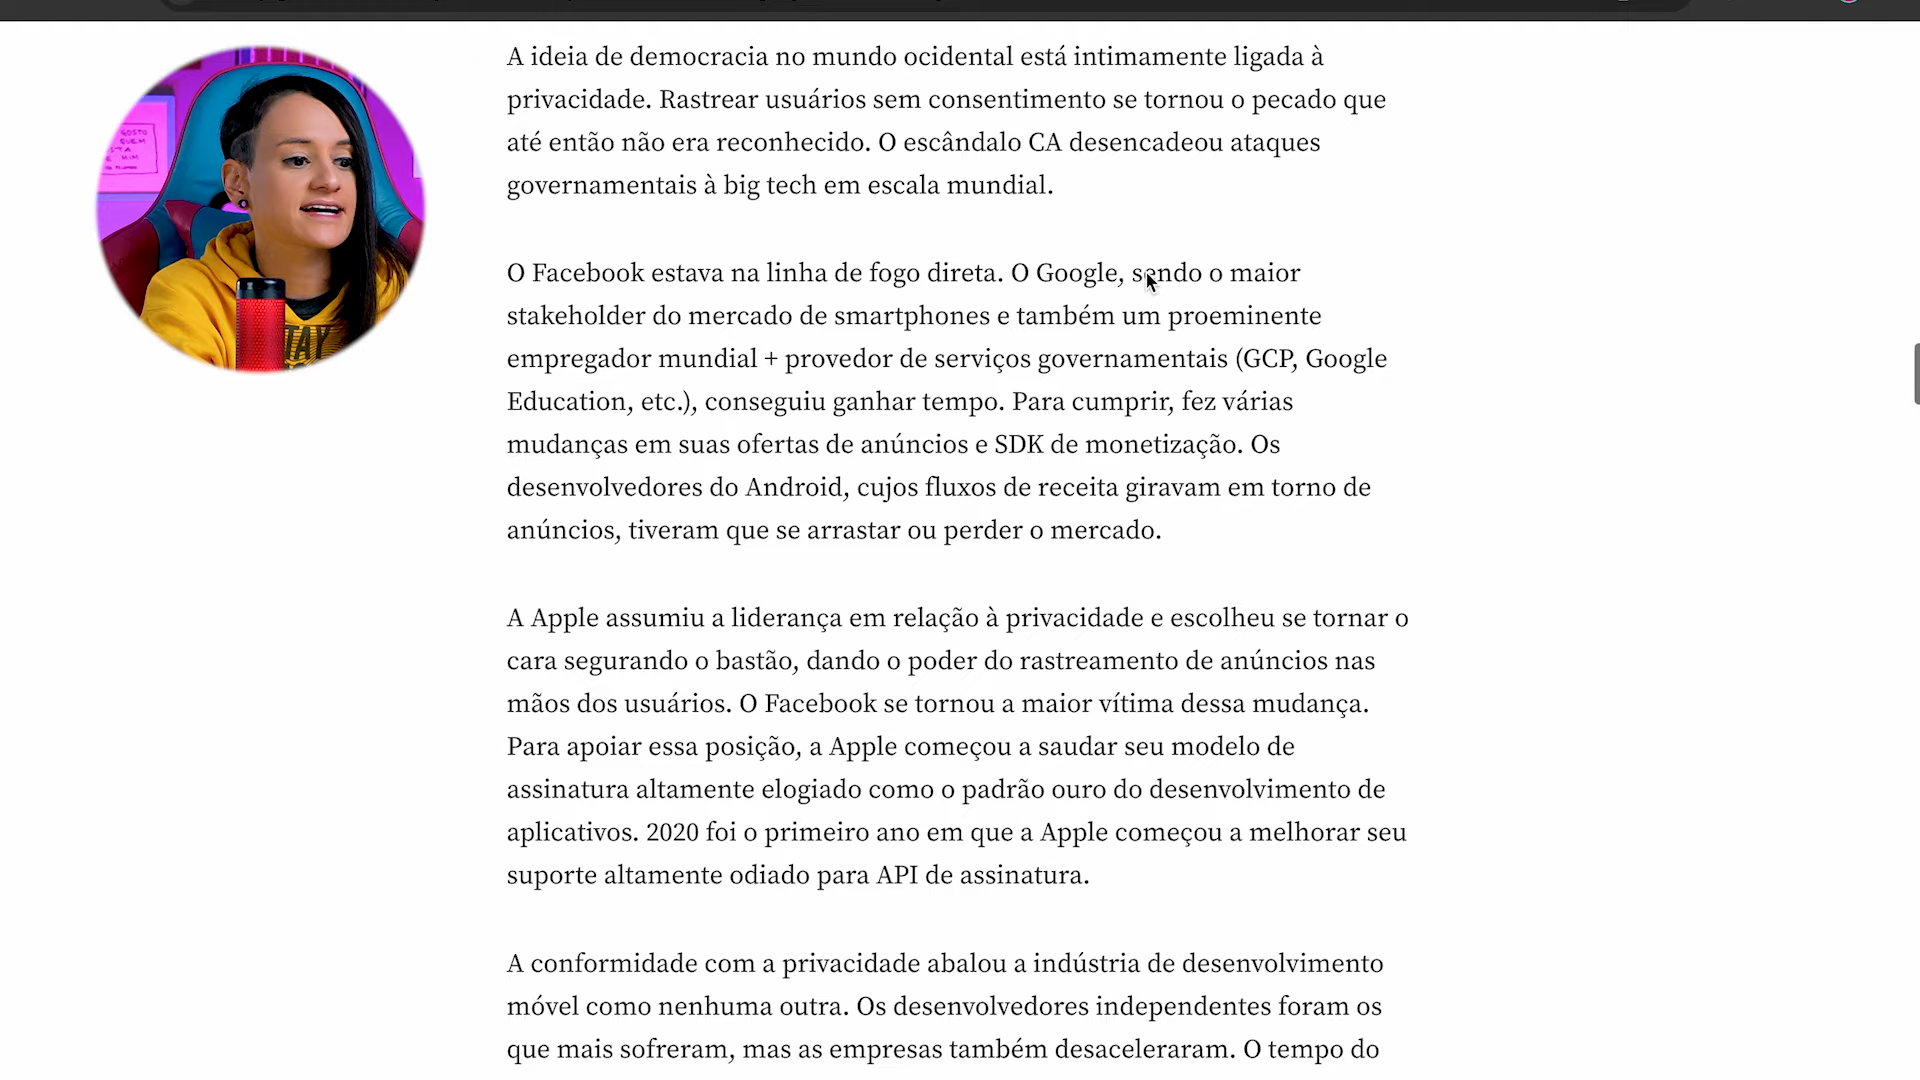 A ideia de democracia no mundo ocidental está intimamente ligada à
privacidade. Rastrear usuários sem consentimento se tornou o pecado que
até então não era reconhecido. O escândalo CA desencadeou ataques
governamentais à big tech em escala mundial.
O Facebook estava na linha de fogo direta. O Google, sendo o maior
stakeholder do mercado de smartphones e também um proeminente
empregador mundial + provedor de serviços governamentais (GCP, Google
Education, etc.), conseguiu ganhar tempo. Para cumprir, fez várias
mudanças em suas ofertas de anúncios e SDK de monetização. Os
desenvolvedores do Android, cujos fluxos de receita giravam em torno de
anúncios, tiveram que se arrastar ou perder o mercado.
A Apple assumiu a liderança em relação à privacidade e escolheu se tornar o
cara segurando o bastão, dando o poder do rastreamento de anúncios nas
mãos dos usuários. O Facebook se tornou a maior vítima dessa mudança.
Para apoiar essa posição, a Apple começou a saudar seu modelo de
assinatura altamente elogiado como o padrão ouro do desenvolvimento de
aplicativos. 2020 foi o primeiro ano em que a Apple começou a melhorar seu
suporte altamente odiado para API de assinatura.
A conformidade com a privacidade abalou a indústria de desenvolvimento
móvel como nenhuma outra. Os desenvolvedores independentes foram os
que mais sofreram, mas as empresas também desaceleraram. O tempo do